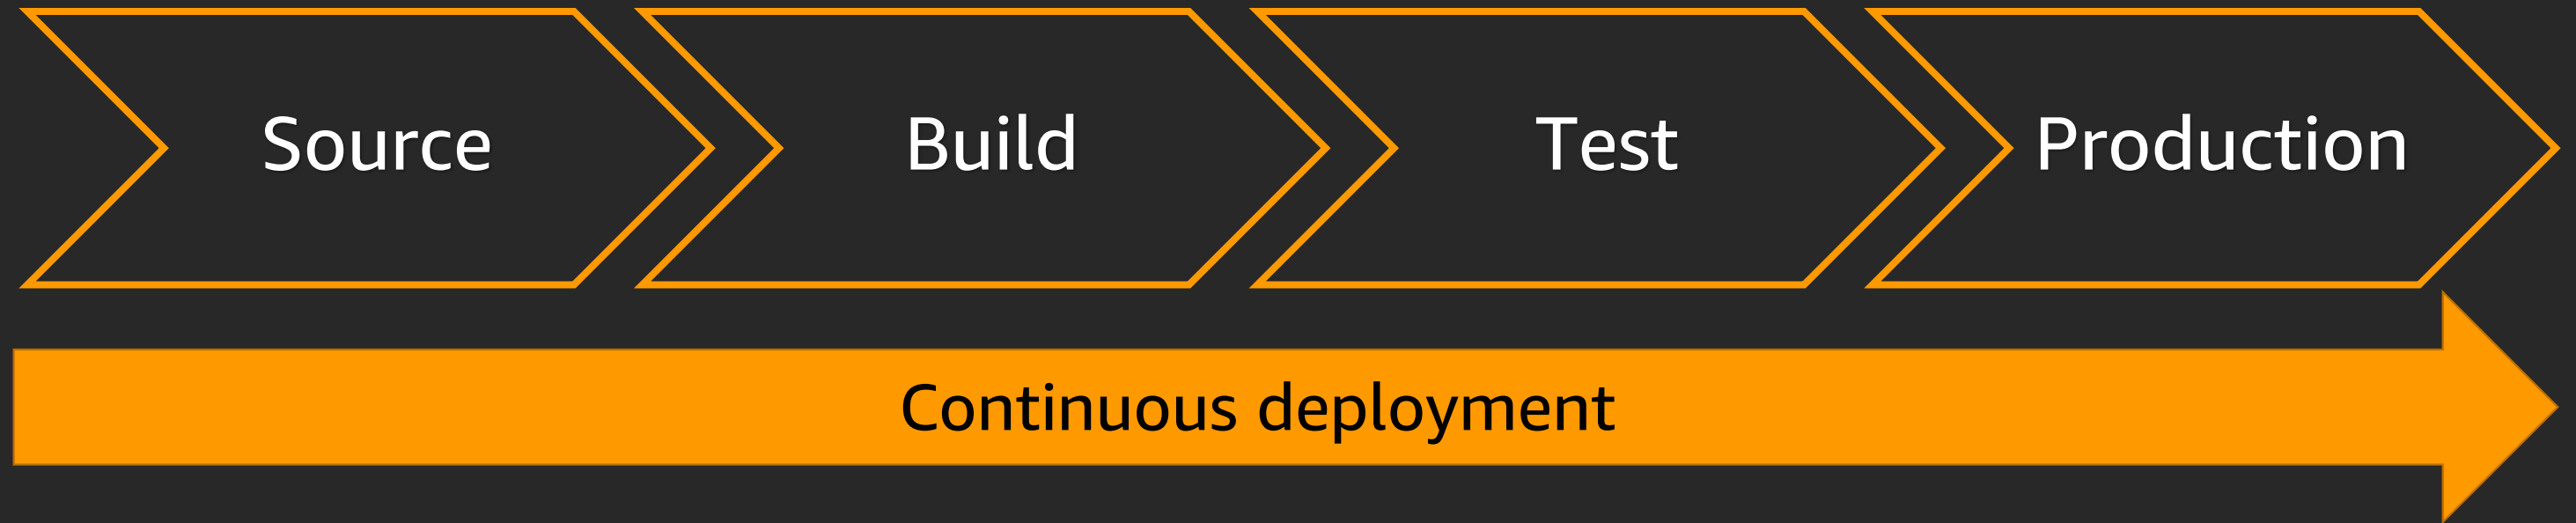 Source
Build
Test
Production
Continuous deployment